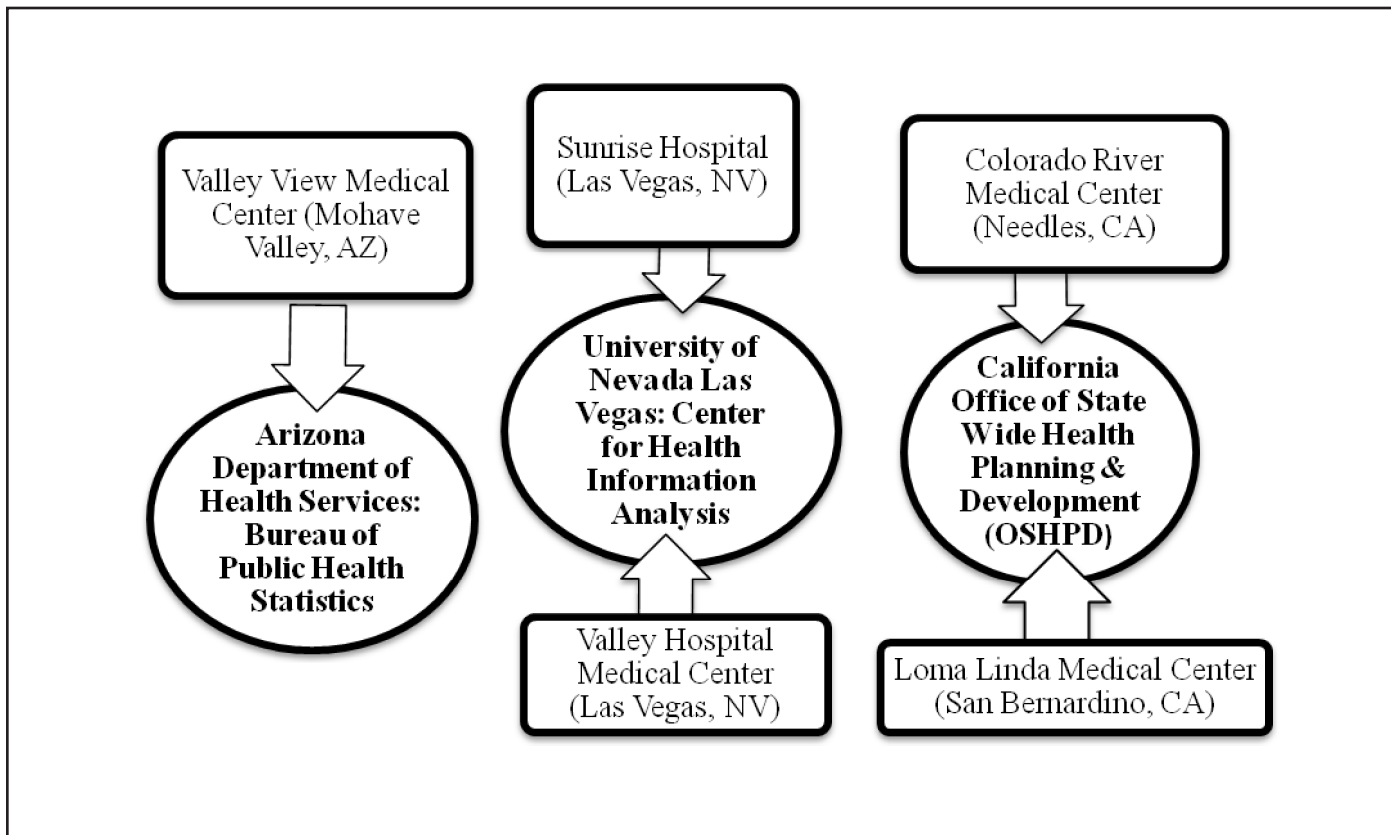 Valley View Medical
Center (Mohave
Valley, AZ)
Arizona
Department of
Health Services:
Bureau of
Public Health
Statistics
Sunrise Hospital
(Las Vegas, NV)
University of
Nevada Las
Vegas: Center
for Health
Information
Analysis
Valley Hospital
Medical Center
(Las Vegas, NV)
Colorado River
Medical Center
(Needles, CA)
California
Office of State
Wide Health
Planning &
Development
(OSHPD)
Loma Linda Medical Center
(San Bernardino, CA)